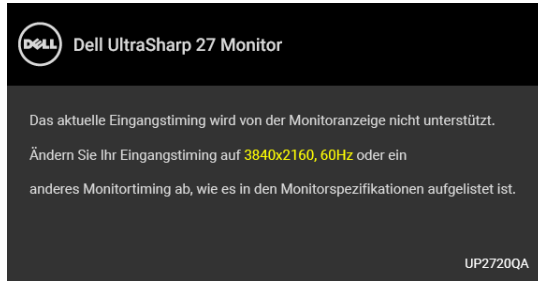 DELL Dell UltraSharp 27 Monitor
Das aktuelle Eingangstiming wird von der Monitoranzeige nicht unterstützt.
Ändern Sie Ihr Eingangstiming auf 3840x2160, 60Hz oder ein
anderes Monitortiming ab, wie es in den Monitorspezifikationen aufgelistet ist.
UP2720QA